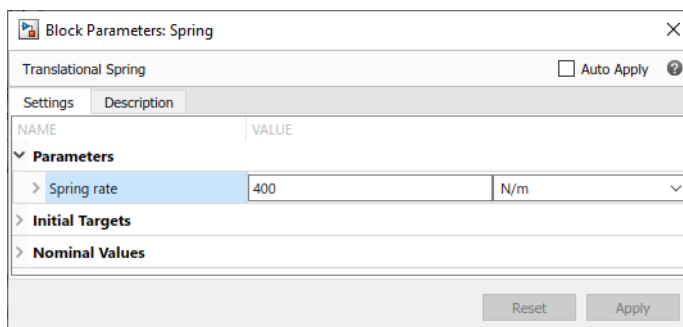 Block Parameters: Spring
Translational Spring Auto Apply
Settings Description
NAME VALUE
Parameters
Spring rate 400 N/m
Initial Targets
Nominal Values
Reset Apply